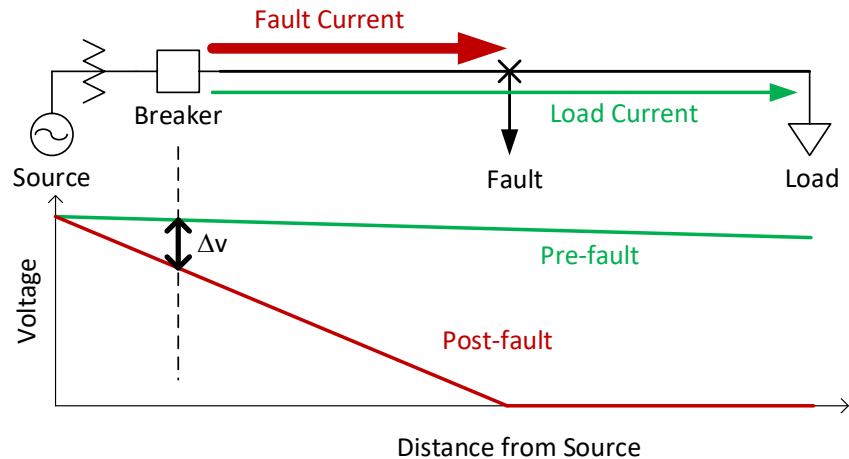 Fault Current
Breaker
Load Current
Source
Fault
Load
Δv
Pre-fault
Voltage
Post-fault
Distance from Source